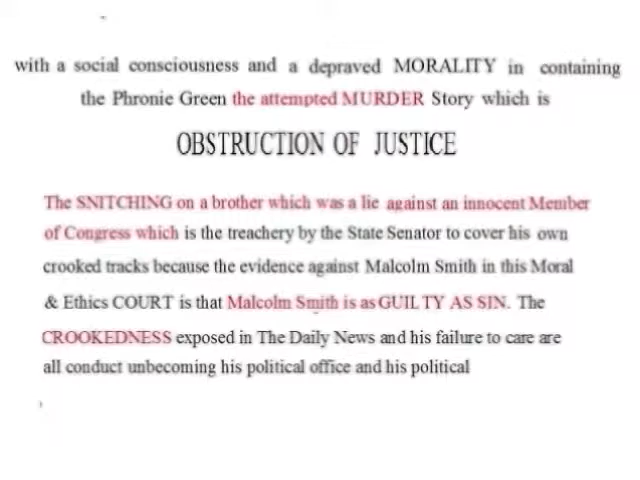 with a social consciousness and a depraved MORALITY in containing
the Phronie Green the attempted MURDER Story which is
OBSTRUCTION OF JUSTICE
The SNITCHING on a brother which was a lie against an innocent Member
of Congress which is the treachery by the State Senator to cover his own
crooked tracks because the evidence against Malcolm Smith in this Moral
& Ethics COURT is that Malcolm Smith is as GUILTY AS SIN. The
CROOKEDNESS exposed in The Daily News and his failure to care are
all conduct unbecoming his political office and his political